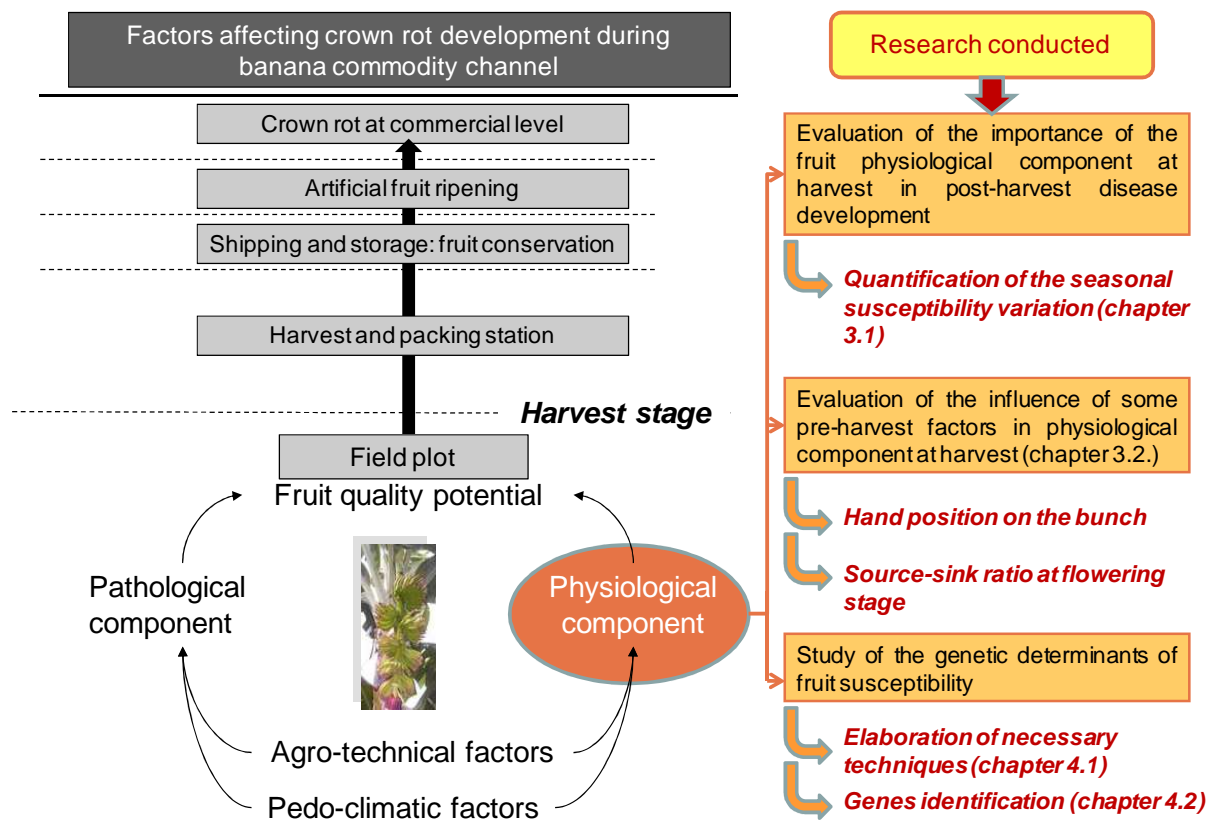 Factors affecting crown rot development during
banana commodity channel
Crown rot at commercial level
Artificial fruit ripening
Shipping and storage: fruit conservation
Harvest and packing station
Harvest stage
Field plot
Fruit quality potential
Pathological
component
Physiological
component
Agro-technical factors
Pedo-climatic factors
Research conducted
Evaluation of the importance of the
fruit physiological component at
harvest in post-harvest disease
development
Quantification of the seasonal
susceptibility variation (chapter
3.1)
Evaluation of the influence of some
pre-harvest factors in physiological
component at harvest (chapter 3.2.)
Hand position on the bunch
Source-sink ratio at flowering
stage
Study of the genetic determinants of
fruit susceptibility
Elaboration of necessary
techniques (chapter 4.1)
Genes identification (chapter 4.2)